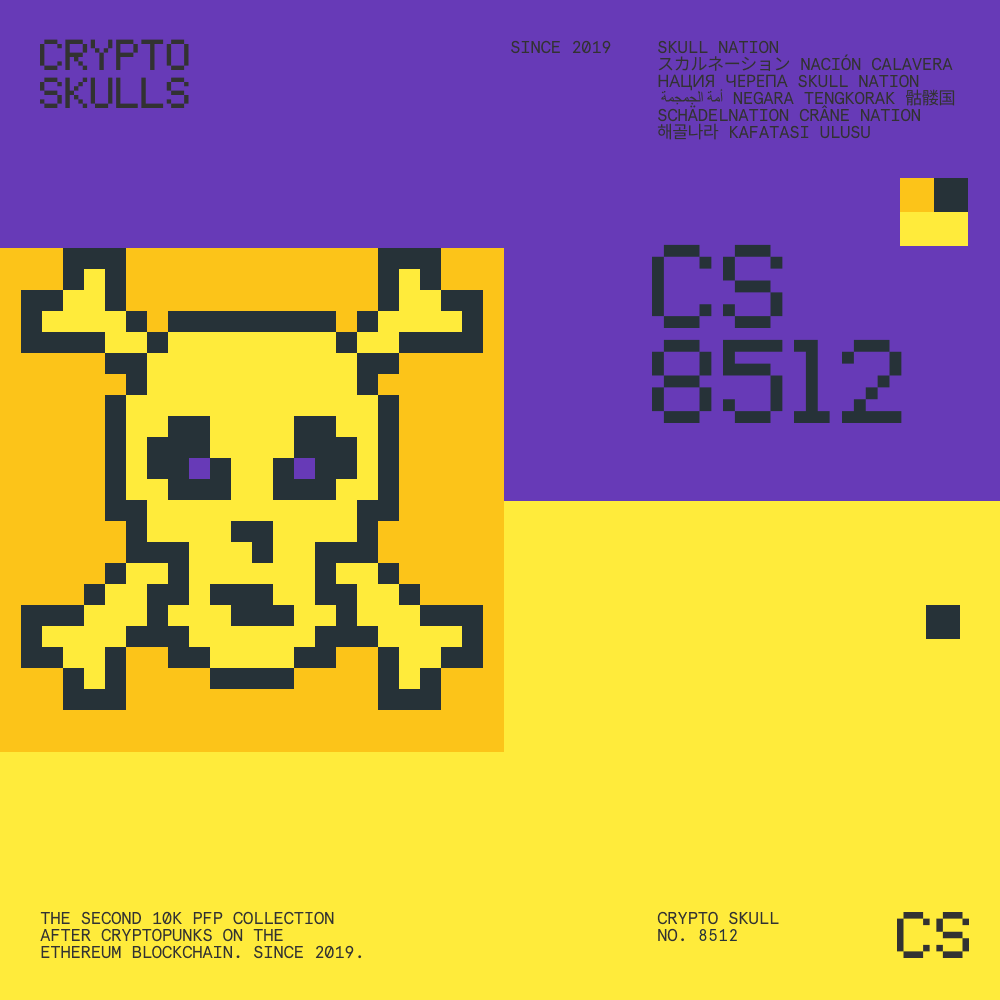 CRYPTO
SKULLS
SINCE 2019
SKULL NATION
スカルネーション NACIÓN CALAVERA
НАЦИЯ ЧЕРЕПА SKULL NATION
أمة الجمجمة NEGARA TENGKORAK 骷髅国
SCHÄDELNATION CRÂNE NATION
해골나라 KAFATASI ULUSU
CS
8512
THE SECOND 10K PFP COLLECTION
AFTER CRYPTOPUNKS ON THE
ETHEREUM BLOCKCHAIN. SINCE 2019.
CRYPTO SKULL
NO. 8512
CS